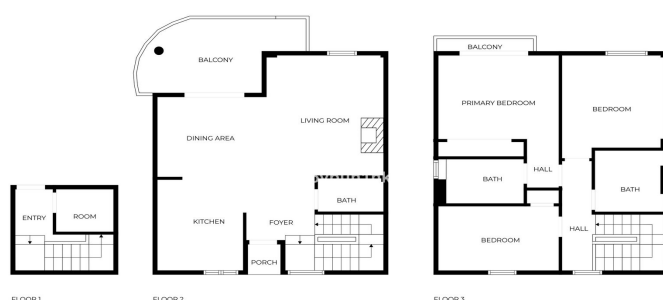 BALCONY
DINING AREA
LIVING ROOM
KITCHEN
FOYER
BATH
PORCH
ENTRY
ROOM
BALCONY
PRIMARY BEDROOM
BEDROOM
HALL
BATH
BATH
BEDROOM
HALL
FLOOR 1
FLOOR 2
FLOOR 3